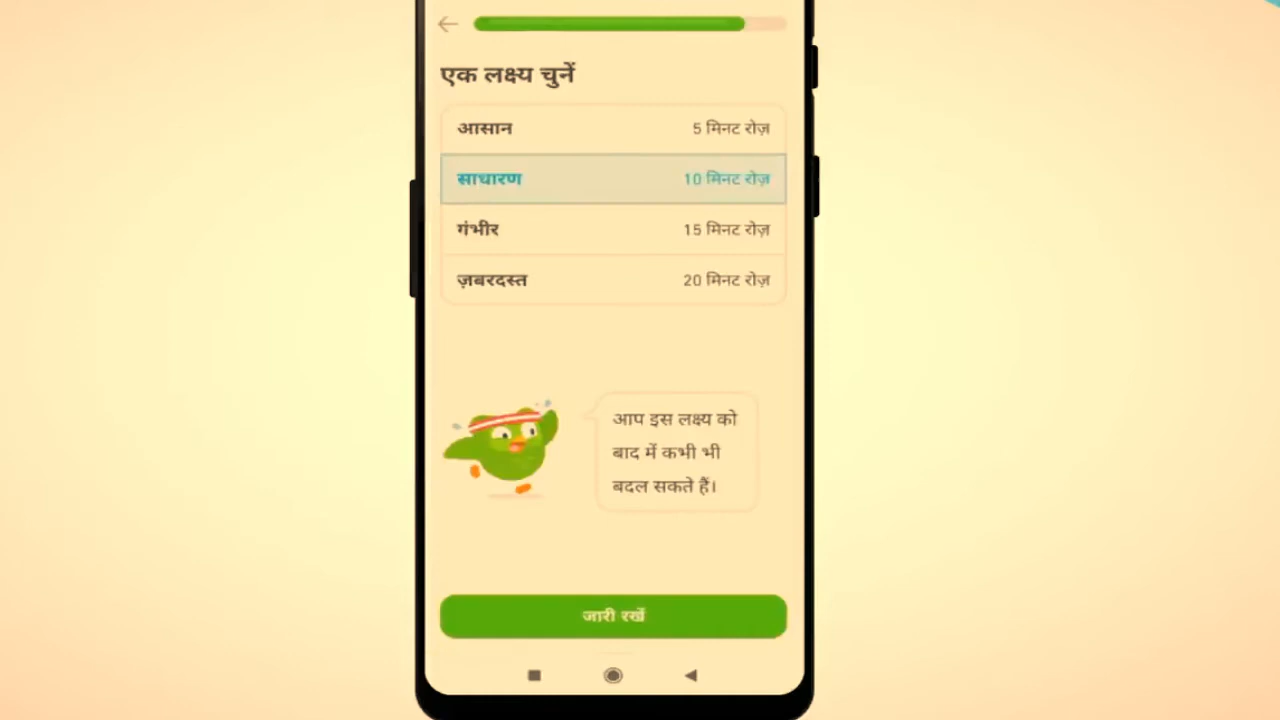 एक लक्ष्य चुनें
आसान 5 मिनट रोज़
साधारण 10 मिनट रोज़
गंभीर 15 मिनट रोज़
ज़बरदस्त 20 मिनट रोज़
आप इस लक्ष्य को
बाद में कभी भी
बदल सकते हैं।
जारी रखें